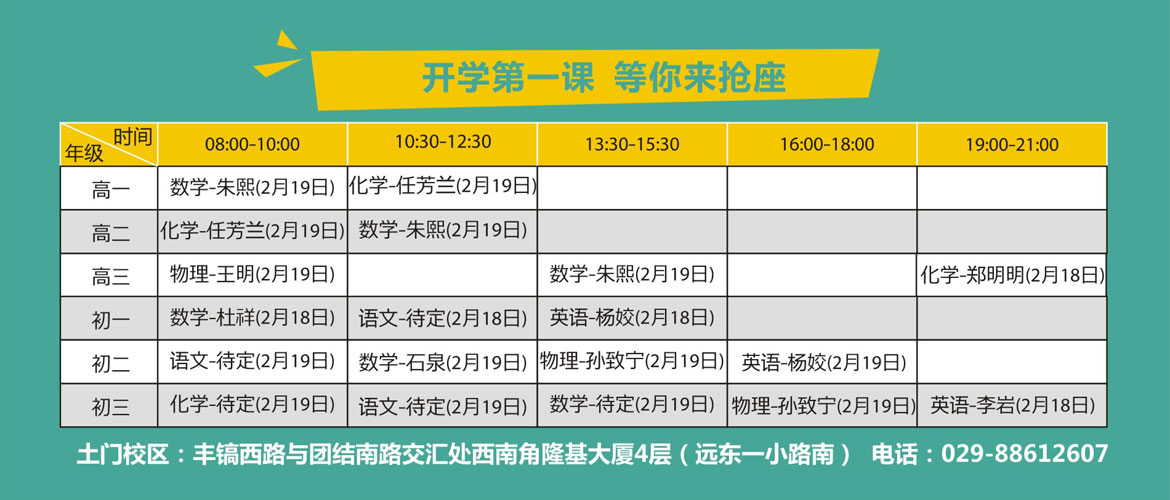 开学第一课 等你来抢座
时间 年级 08:00-10:00 10:30-12:30 13:30-15:30 16:00-18:00 19:00-21:00
高一 数学-朱熙(2月19日) 化学-任芳兰(2月19日)
高二 化学-任芳兰(2月19日) 数学-朱熙(2月19日)
高三 物理-王明(2月19日) 数学-朱熙(2月19日) 化学-郑明明(2月18日)
初一 数学-杜祥(2月18日) 语文-待定(2月18日) 英语-杨姣(2月18日)
初二 语文-待定(2月19日) 数学-石泉(2月19日) 物理-孙致宁(2月19日) 英语-杨姣(2月19日)
初三 化学-待定(2月19日) 语文-待定(2月19日) 数学-待定(2月19日) 物理-孙致宁(2月19日) 英语-李岩(2月18日)
土门校区：丰镐西路与团结南路交汇处西南角隆基大厦4层（远东一小路南） 电话：029-88612607